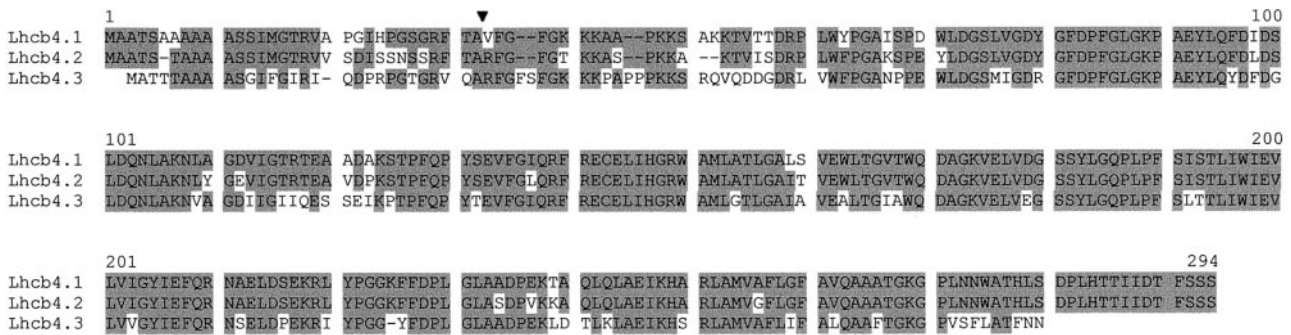 1 ▼ 100
Lhcb4.1 MAATSAAAAA ASSIMGTRVA PGIHPGSGRF TAVFG--FGK KKAA--PKKS AKKTVTTDRP LWYPGAISPD WLDGSLVGDY GFDPFGLGKP AEYLQFDIDS
Lhcb4.2 MAATS-TAAA ASSIMGTRVV SDISSNSSRF TARFG--FGT KKAS--PKKA --KTVISDRP LWFPGAKSPE YLDGSLVGDY GFDPFGLGKP AEYLQFDLDS
Lhcb4.3 MATTTAAA ASGIFGIRI- QDPRPGTGRV QARFGFSFGK KKPAPPPKKS RQVQDDGDRL VWFPGANPPE WLDGSMIGDR GFDPFGLGKP AEYLQYDFDG
101 200
Lhcb4.1 LDQNLAKNLA GDVIGTRTEA ADAKSTPFQP YSEVFGIQRF RECELIHGRW AMLATLGALS VEWLTGVTWQ DAGKVELVDG SSYLGQPLPF SISTLIWIEV
Lhcb4.2 LDQNLAKNLY GEVIGTRTEA VDPKSTPFQP YSEVFGLQRF RECELIHGRW AMLATLGAIT VEWLTGVTWQ DAGKVELVDG SSYLGQPLPF SISTLIWIEV
Lhcb4.3 LDQNLAKNVA GDIIGIIQES SEIKPTPFQP YTEVFGIQRF RECELIHGRW AMLGTLGAIA VEALTGIAWQ DAGKVELVEG SSYLGQPLPF SLTTLIWIEV
201 294
Lhcb4.1 LVIGYIEFQR NAELDSEKRL YPGGKFFDPL GLAADPEKTA QLQLAEIKHA RLAMVAFLGF AVQAAATGKG PLNNWATHLS DPLHTTIIDT FSSS
Lhcb4.2 LVIGYIEFQR NAELDSEKRL YPGGKFFDPL GLASDPVKKA QLQLAEIKHA RLAMVGFLGF AVQAAATGKG PLNNWATHLS DPLHTTIIDT FSSS
Lhcb4.3 LVVGYIEFQR NSELDPEKRI YPGG-YFDPL GLAADPEKLD TLKLAEIKHS RLAMVAFLIF ALQAAFTGKG PVSFLATFNN